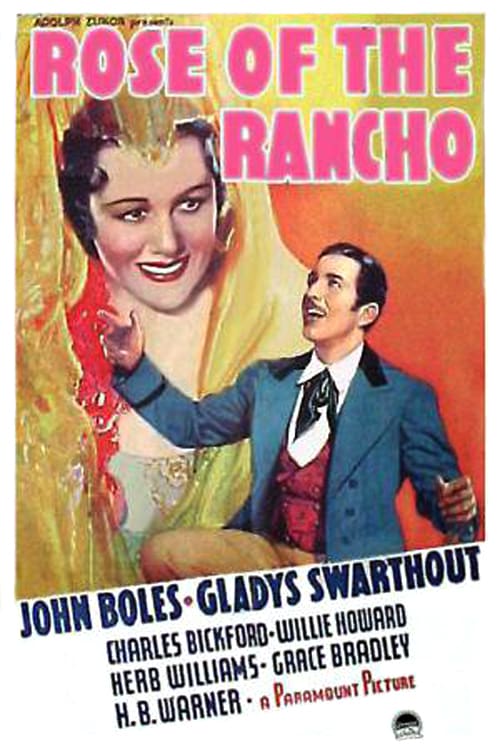 ADOLPH ZUKOR presents
ROSE OF THE
RANCHO
JOHN BOLES • GLADYS SWARTHOUT
CHARLES BICKFORD • WILLIE HOWARD
HERB WILLIAMS • GRACE BRADLEY
H.B. WARNER • A PARAMOUNT PICTURE